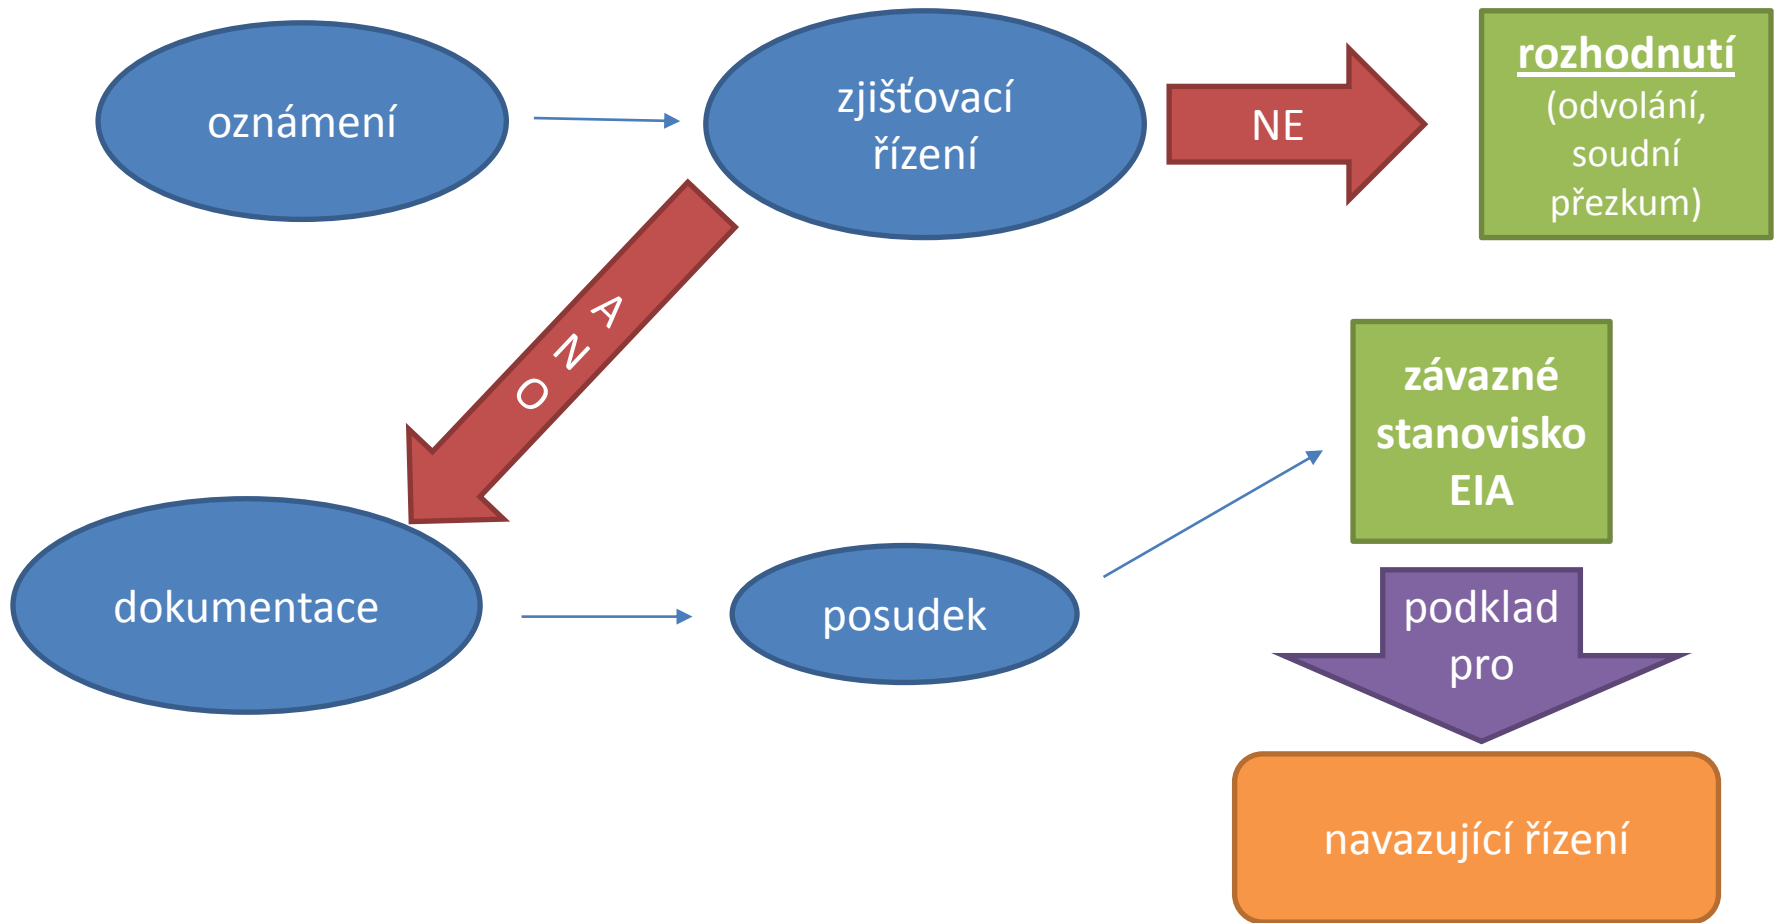 oznámení
zjišťovací
řízení
NE
rozhodnutí
(odvolání,
soudní
přezkum)
ANO
závazné
stanovisko
EIA
dokumentace
posudek
podklad
pro
navazující řízení